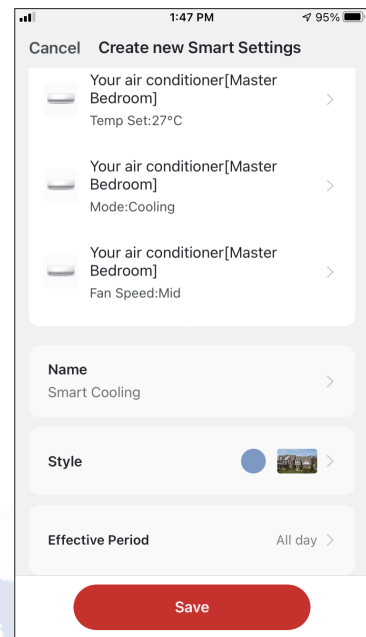 1:47 PM 95%
Cancel Create new Smart Settings
Your air conditioner[Master
Bedroom]
Temp Set:27°C
Your air conditioner[Master
Bedroom]
Mode:Cooling
Your air conditioner[Master
Bedroom]
Fan Speed:Mid
Name
Smart Cooling
Style
Effective Period All day
Save